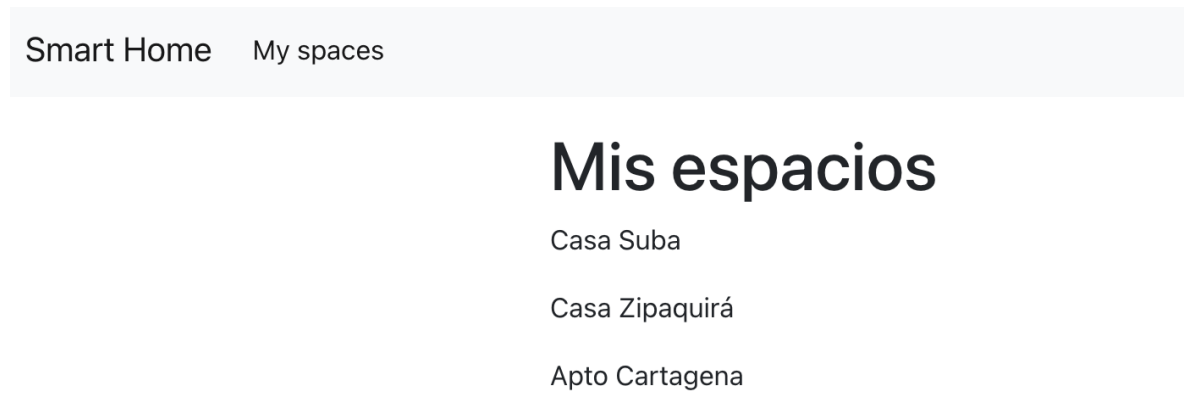 Smart Home My spaces
Mis espacios
Casa Suba
Casa Zipaquirá
Apto Cartagena